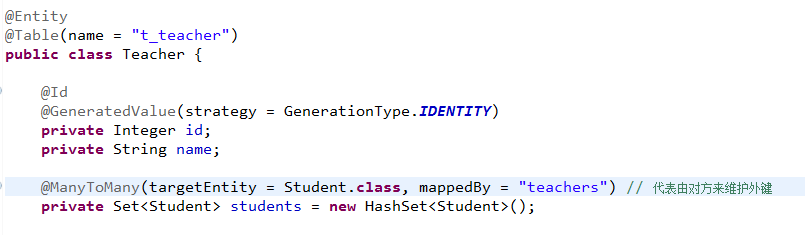 @Entity
@Table(name = "t_teacher")
public class Teacher {
@Id
@GeneratedValue(strategy = GenerationType.IDENTITY)
private Integer id;
private String name;
@ManyToMany(targetEntity = Student.class, mappedBy = "teachers") // 代表由对方来维护外键
private Set<Student> students = new HashSet<Student>();